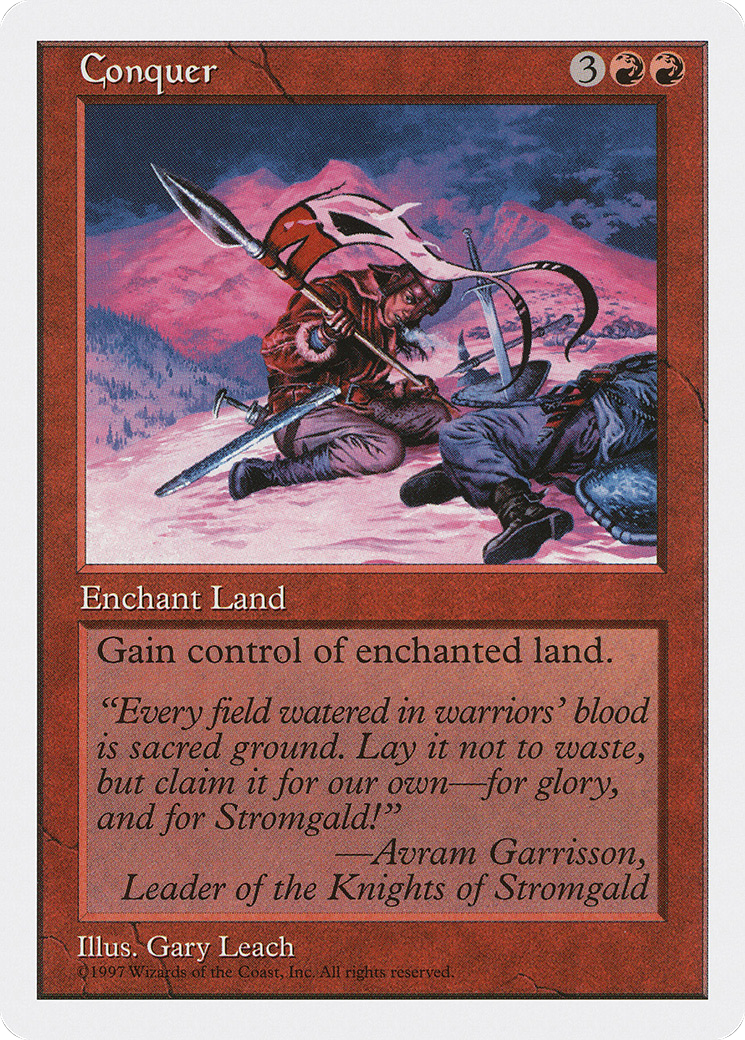 Conquer 3
Enchant Land
Gain control of enchanted land.
“Every field watered in warriors’ blood
is sacred ground. Lay it not to waste,
but claim it for our own—for glory,
and for Stromgald!”
—Avram Garrisson,
Leader of the Knights of Stromgald
Illus. Gary Leach
©1997 Wizards of the Coast, Inc. All rights reserved.